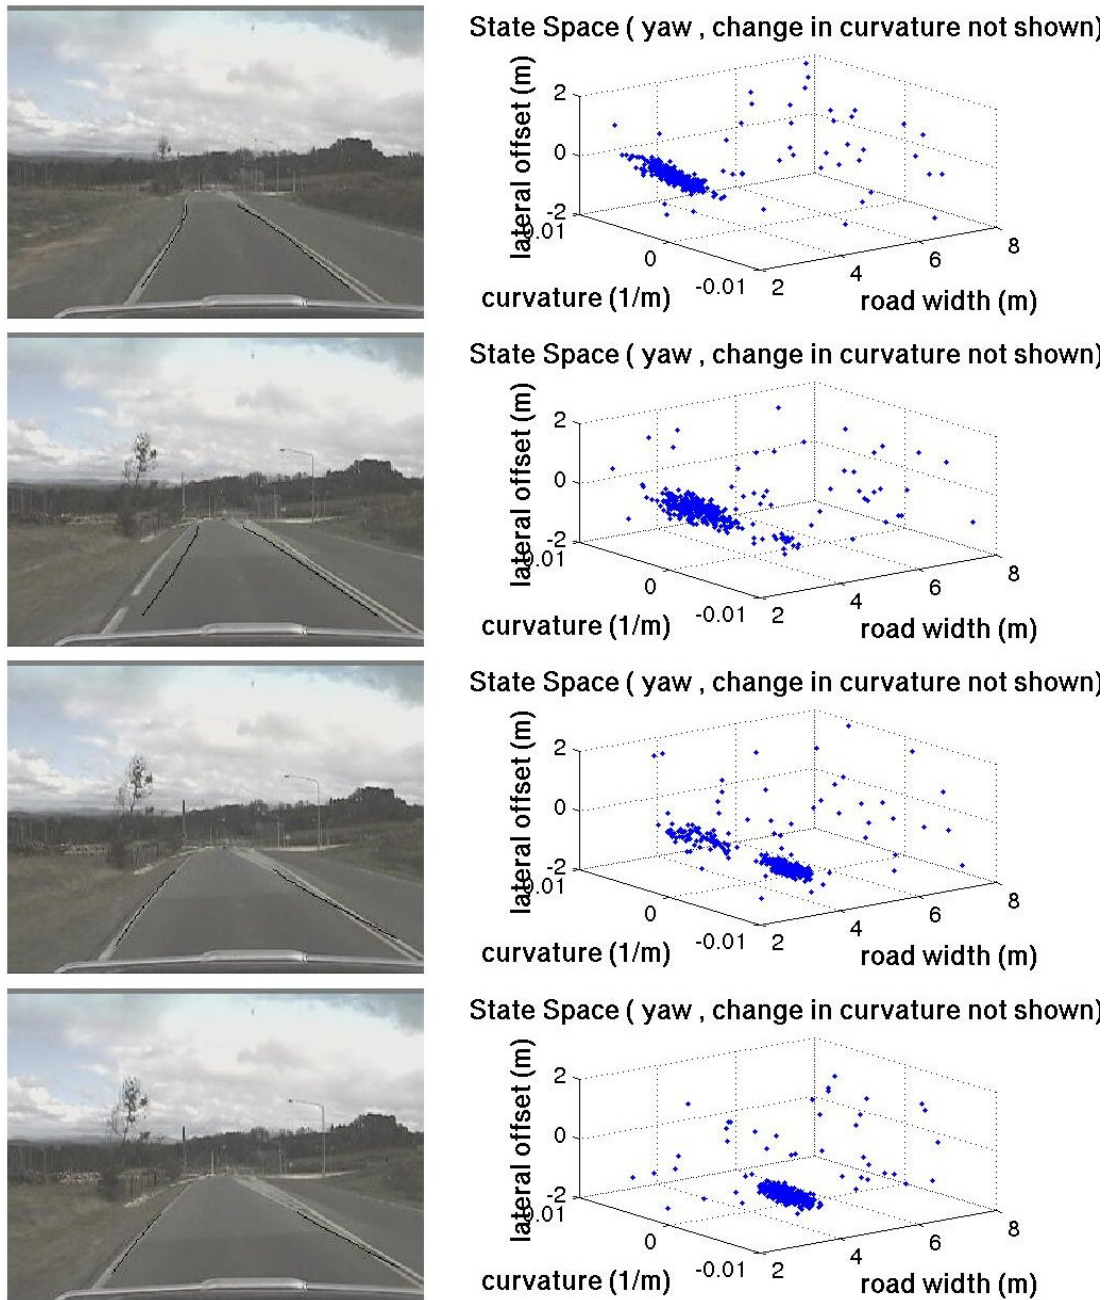 State Space ( yaw , change in curvature not shown)
lateral offset (m)
2
0
-2
0.01
0
-0.01
curvature (1/m)
2
4
6
8
road width (m)
State Space ( yaw , change in curvature not shown)
lateral offset (m)
2
0
-2
0.01
0
-0.01
curvature (1/m)
2
4
6
8
road width (m)
State Space ( yaw , change in curvature not shown)
lateral offset (m)
2
0
-2
0.01
0
-0.01
curvature (1/m)
2
4
6
8
road width (m)
State Space ( yaw , change in curvature not shown)
lateral offset (m)
2
0
-2
0.01
0
-0.01
curvature (1/m)
2
4
6
8
road width (m)